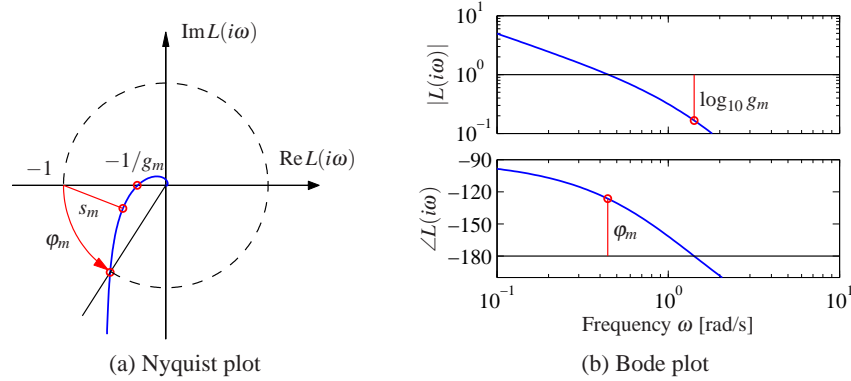 Im L(iω)
Re L(iω)
−1
−1/g_m
s_m
φ_m
(a) Nyquist plot
10^1
10^0
10^−1
|L(iω)|
log_10 g_m
−90
−120
−150
−180
∠L(iω)
φ_m
10^−1
10^0
10^1
Frequency ω [rad/s]
(b) Bode plot